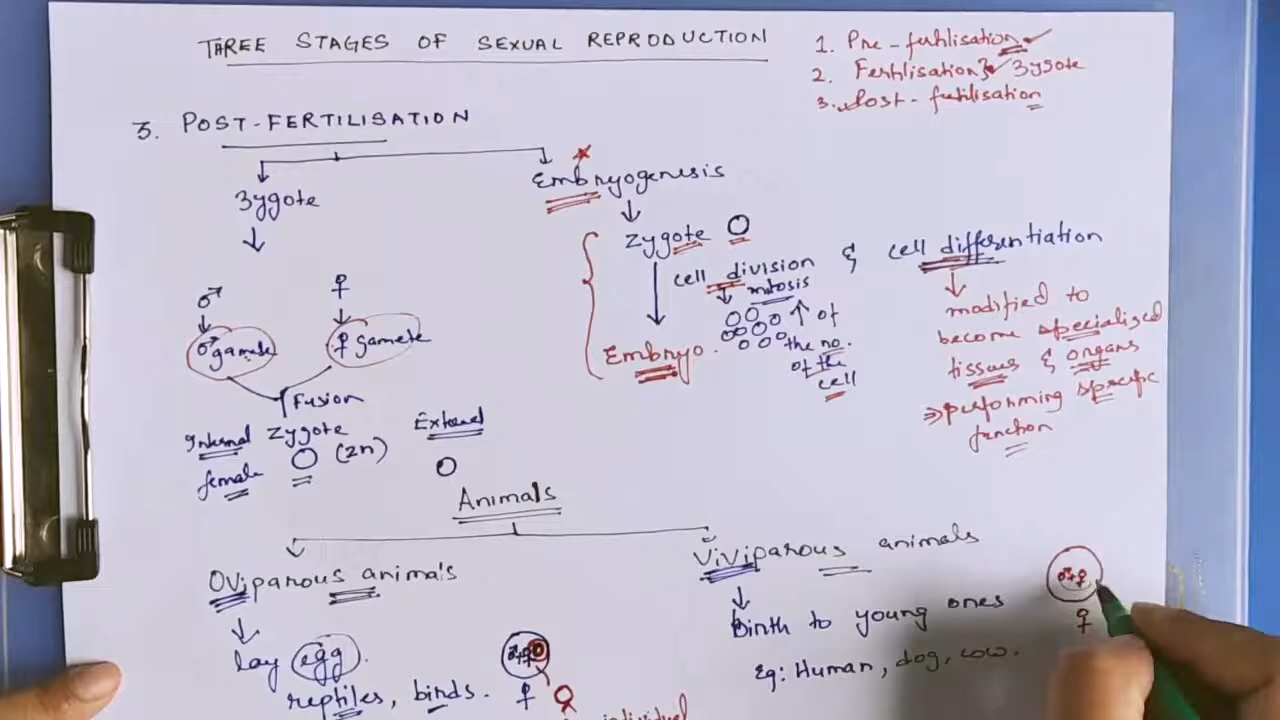 THREE STAGES OF SEXUAL REPRODUCTION
1. Pre-fertilisation ✓
2. Fertilisation} ✓ Zygote
3. Post-fertilisation
3. POST-FERTILISATION
Zygote
♂
♀
♂ gamete
♀ gamete
Fusion
Internal Zygote
External
female
(2n)
Embryogenesis
Zygote
cell division & cell differentiation
mitosis
↑ of
the no.
of the
cell
Embryo.
modified to
become specialized
tissues & organs
⇒ performing specific
function
Animals
Oviparous animals
lay egg.
reptiles, birds.
♂+♀
♀
individual
Viviparous animals
Birth to young ones
Eg: Human, dog, cow.
♂+♀
♀